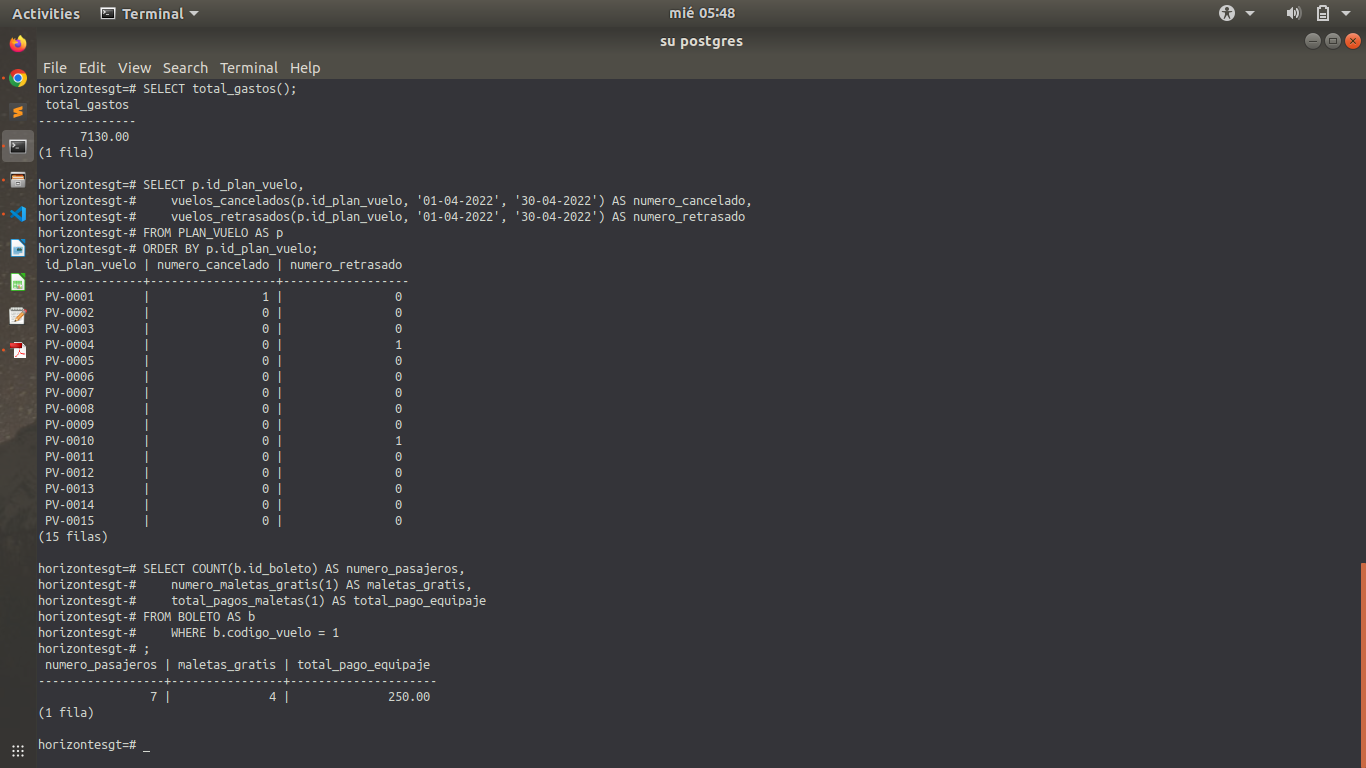 Activities Terminal mié 05:48
su postgres
File Edit View Search Terminal Help
horizontesgt=# SELECT total_gastos();
 total_gastos
--------------
      7130.00
(1 fila)

horizontesgt=# SELECT p.id_plan_vuelo,
horizontesgt-#     vuelos_cancelados(p.id_plan_vuelo, '01-04-2022', '30-04-2022') AS numero_cancelado,
horizontesgt-#     vuelos_retrasados(p.id_plan_vuelo, '01-04-2022', '30-04-2022') AS numero_retrasado
horizontesgt-# FROM PLAN_VUELO AS p
horizontesgt-# ORDER BY p.id_plan_vuelo;
 id_plan_vuelo | numero_cancelado | numero_retrasado
---------------+------------------+------------------
 PV-0001       |                1 |                0
 PV-0002       |                0 |                0
 PV-0003       |                0 |                0
 PV-0004       |                0 |                1
 PV-0005       |                0 |                0
 PV-0006       |                0 |                0
 PV-0007       |                0 |                0
 PV-0008       |                0 |                0
 PV-0009       |                0 |                0
 PV-0010       |                0 |                1
 PV-0011       |                0 |                0
 PV-0012       |                0 |                0
 PV-0013       |                0 |                0
 PV-0014       |                0 |                0
 PV-0015       |                0 |                0
(15 filas)

horizontesgt=# SELECT COUNT(b.id_boleto) AS numero_pasajeros,
horizontesgt-#     numero_maletas_gratis(1) AS maletas_gratis,
horizontesgt-#     total_pagos_maletas(1) AS total_pago_equipaje
horizontesgt-# FROM BOLETO AS b
horizontesgt-#     WHERE b.codigo_vuelo = 1
horizontesgt-# ;
 numero_pasajeros | maletas_gratis | total_pago_equipaje
------------------+----------------+---------------------
                7 |              4 |              250.00
(1 fila)

horizontesgt=# _